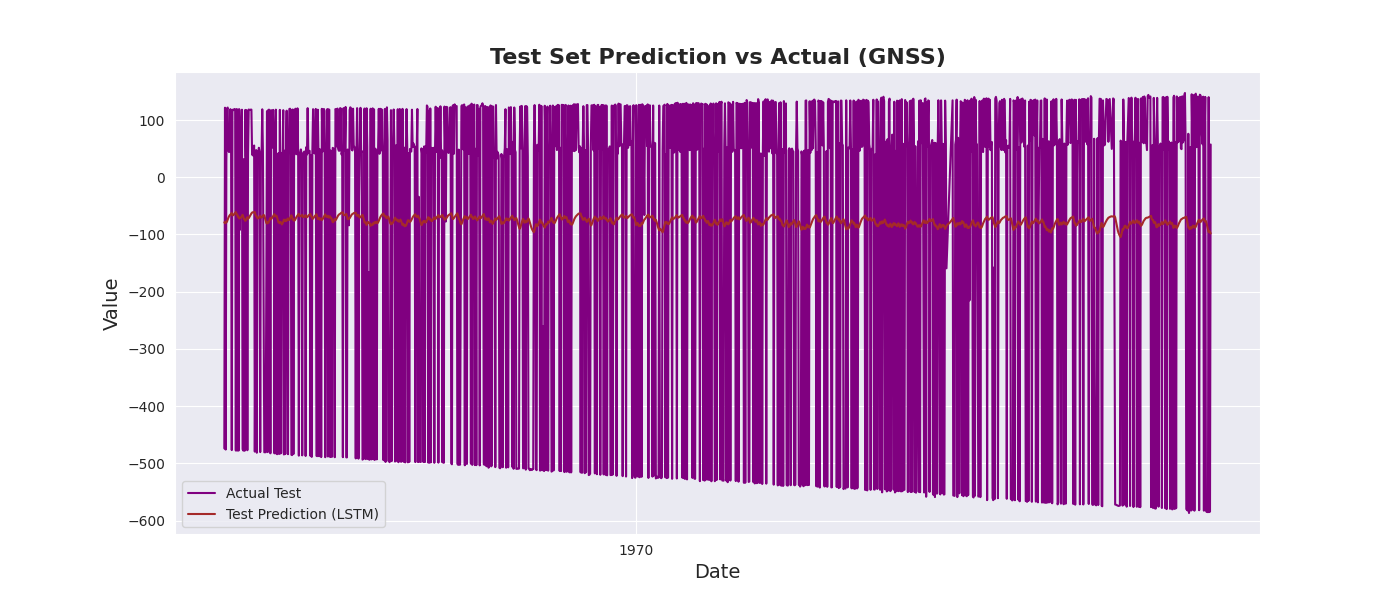 Test Set Prediction vs Actual (GNSS)
Value
100
0
−100
−200
−300
−400
−500
−600
Actual Test
Test Prediction (LSTM)
1970
Date